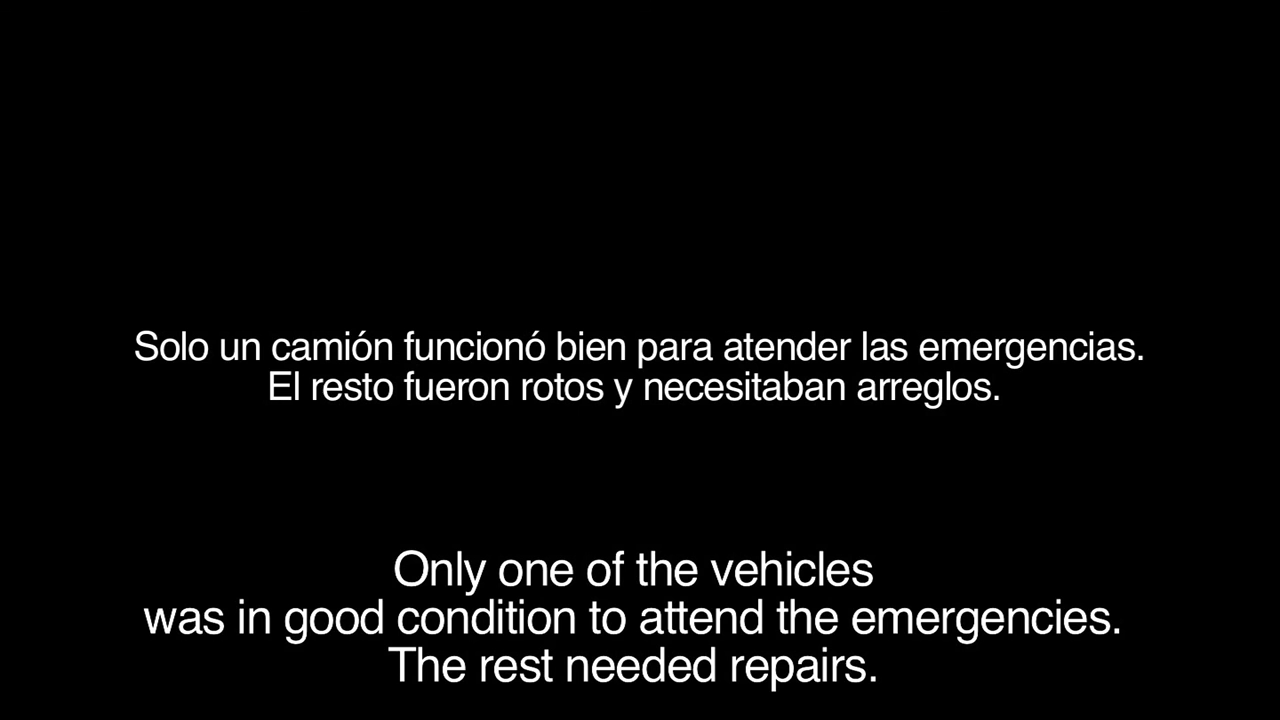 Solo un camión funcionó bien para atender las emergencias.
El resto fueron rotos y necesitaban arreglos.
Only one of the vehicles
was in good condition to attend the emergencies.
The rest needed repairs.